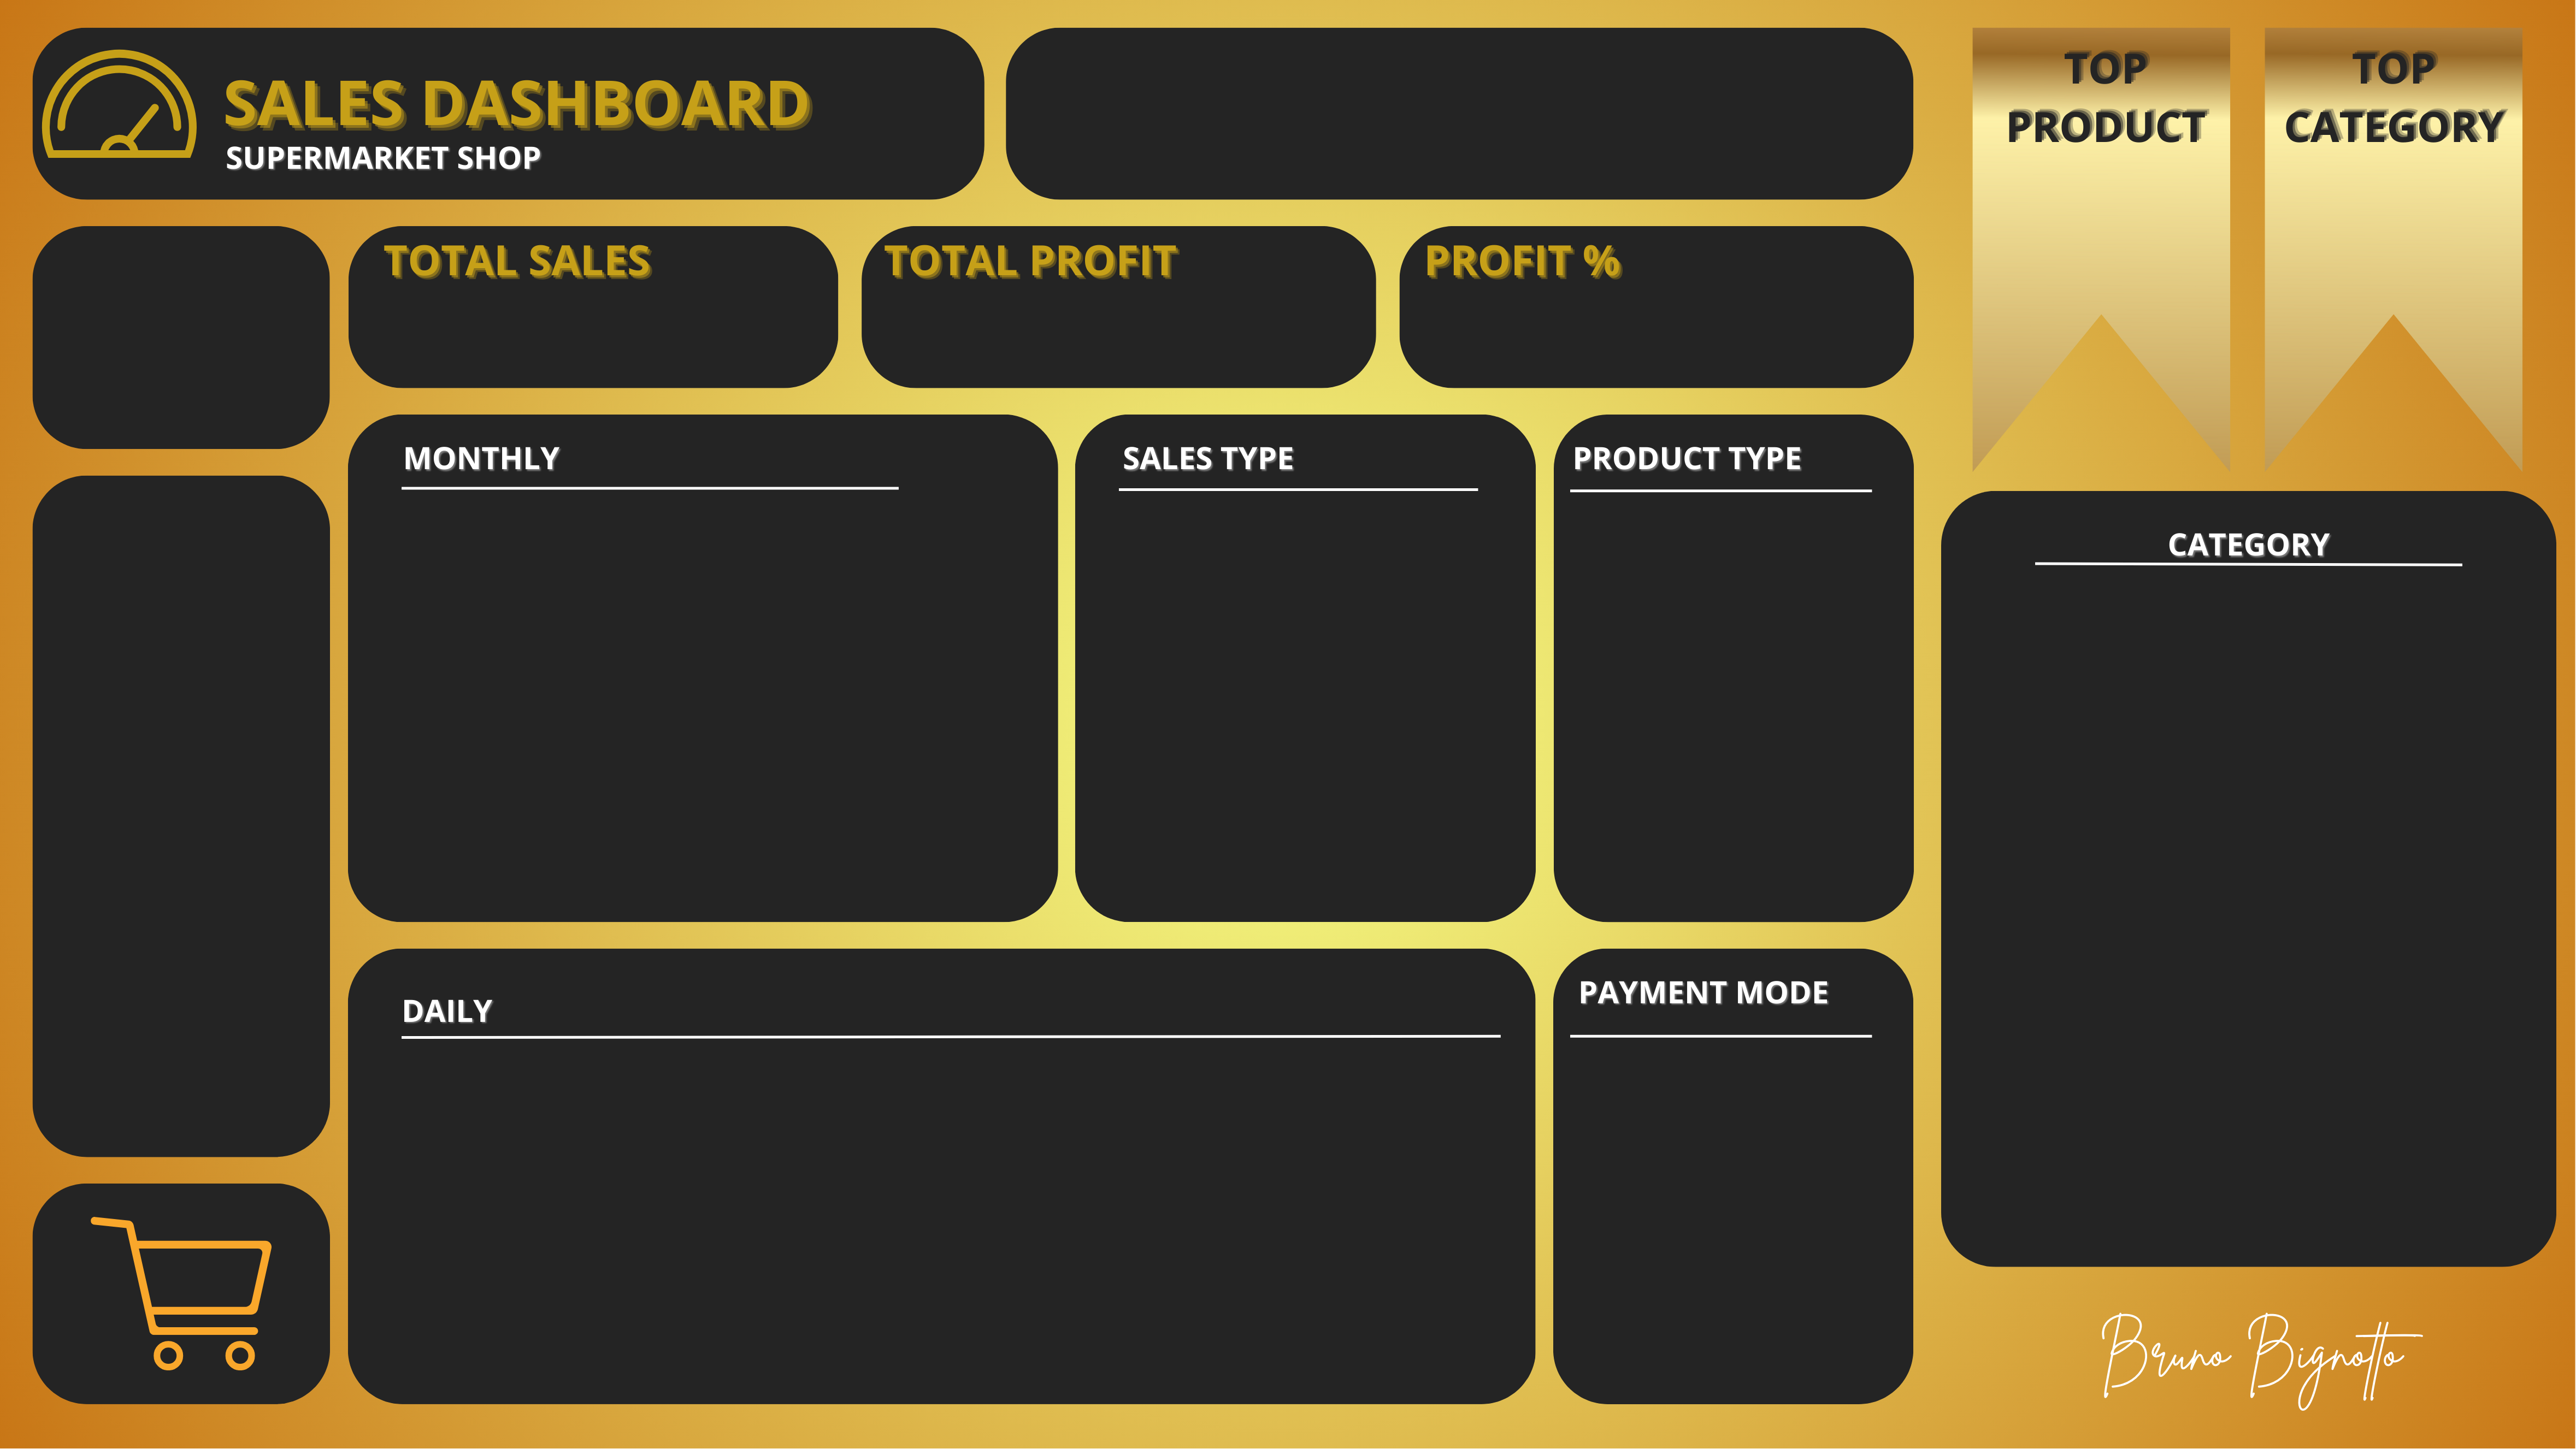 SALES DASHBOARD
SUPERMARKET SHOP
TOP
PRODUCT
TOP
CATEGORY
TOTAL SALES
TOTAL PROFIT
PROFIT %
MONTHLY
SALES TYPE
PRODUCT TYPE
CATEGORY
DAILY
PAYMENT MODE
Bruno Bignotto